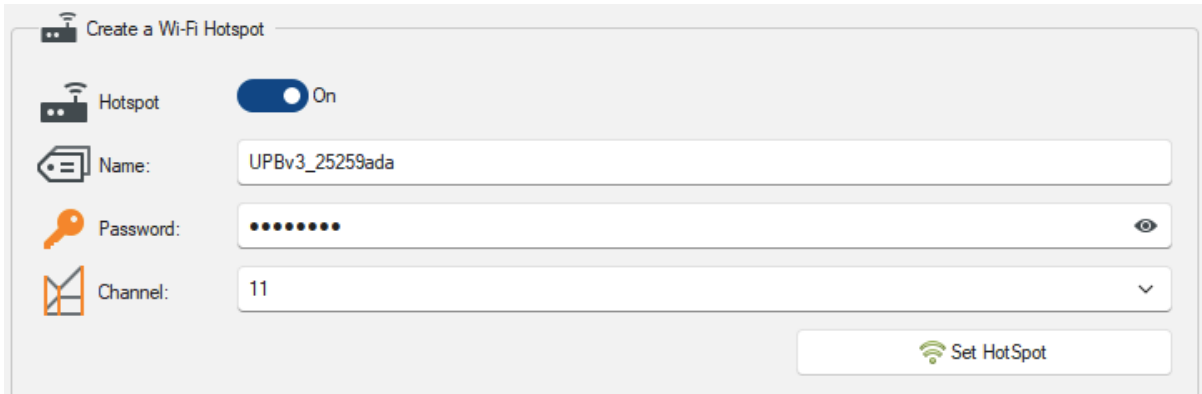 Create a Wi-Fi Hotspot
Hotspot On
Name: UPBv3_25259ada
Password: ••••••••
Channel: 11
Set HotSpot